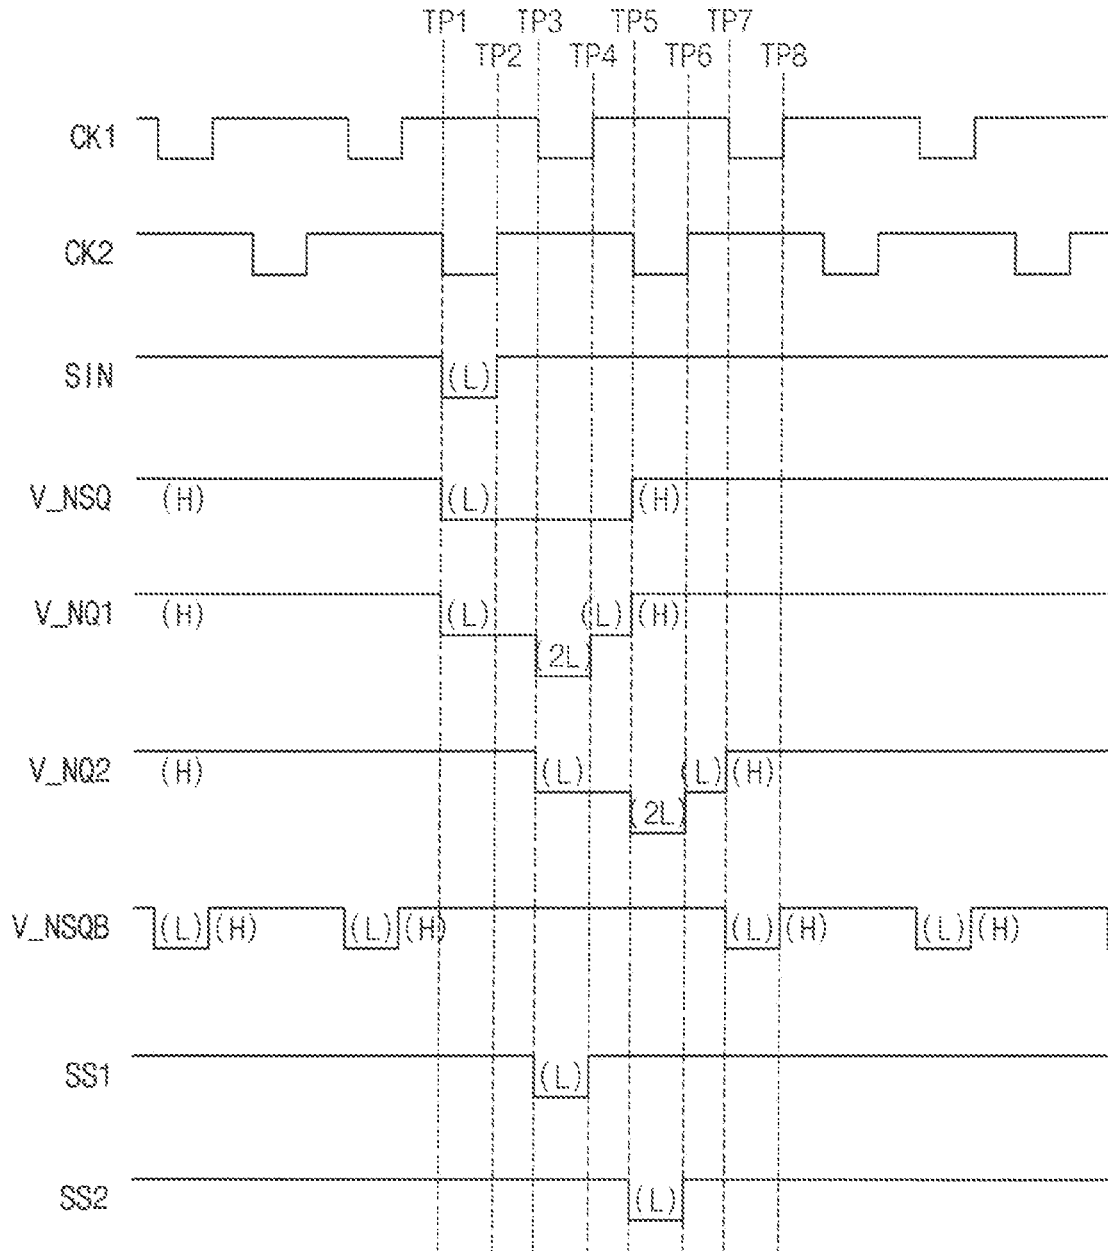 TP1 TP3 TP5 TP7
TP2 TP4 TP6 TP8
CK1
CK2
SIN (L)
V_NSQ (H) (L) (H)
V_NQ1 (H) (L) (2L) (L) (H)
V_NQ2 (H) (L) (2L) (L) (H)
V_NSQB (L) (H) (L) (H) (L) (H) (L) (H)
SS1 (L)
SS2 (L)